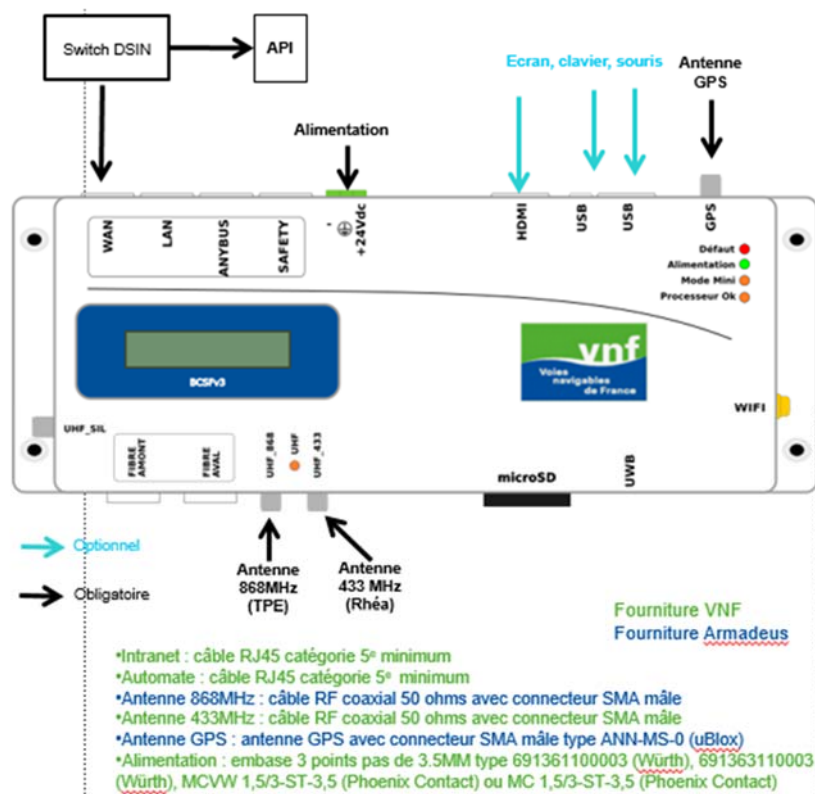 Switch DSIN
API
Ecran, clavier, souris
Antenne
GPS
Alimentation
WAN
LAN
ANYBUS
SAFETY
-
+24Vdc
HDMI
USB
USB
GPS
Défaut
Alimentation
Mode Mini
Processeur Ok
BCSFv3
vnf
Voies
navigables
de France
WIFI
UHF_SIL
FIBRE
AMONT
FIBRE
AVAL
UHF_868
UHF
UHF_433
microSD
UWB
Optionnel
Obligatoire
Antenne
868MHz
(TPE)
Antenne
433 MHz
(Rhéa)
Fourniture VNF
Fourniture Armadeus
•Intranet : câble RJ45 catégorie 5e minimum
•Automate : câble RJ45 catégorie 5e minimum
•Antenne 868MHz : câble RF coaxial 50 ohms avec connecteur SMA mâle
•Antenne 433MHz : câble RF coaxial 50 ohms avec connecteur SMA mâle
•Antenne GPS : antenne GPS avec connecteur SMA mâle type ANN-MS-0 (uBlox)
•Alimentation : embase 3 points pas de 3.5MM type 691361100003 (Würth), 691363110003
(Würth), MCVW 1,5/3-ST-3,5 (Phoenix Contact) ou MC 1,5/3-ST-3,5 (Phoenix Contact)